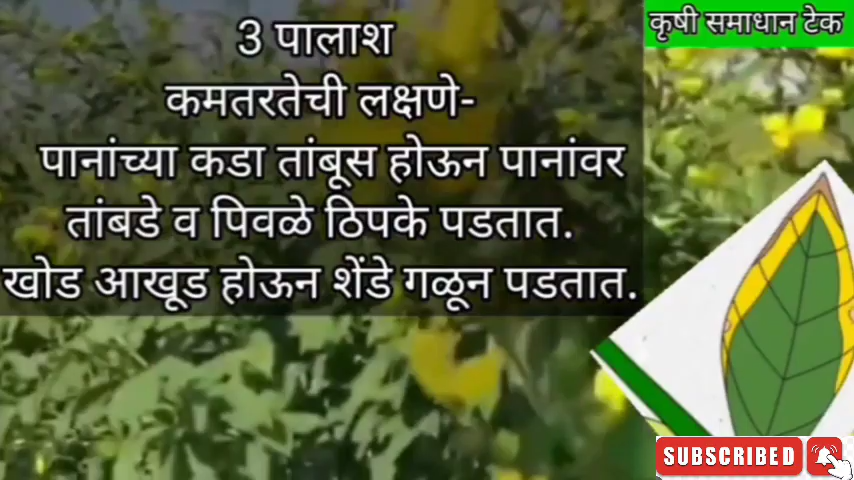 3 पालाश
कृषी समाधान टेक
कमतरतेची लक्षणे-
पानांच्या कडा तांबूस होऊन पानांवर
तांबडे व पिवळे ठिपके पडतात.
खोड आखूड होऊन शेंडे गळून पडतात.
SUBSCRIBED